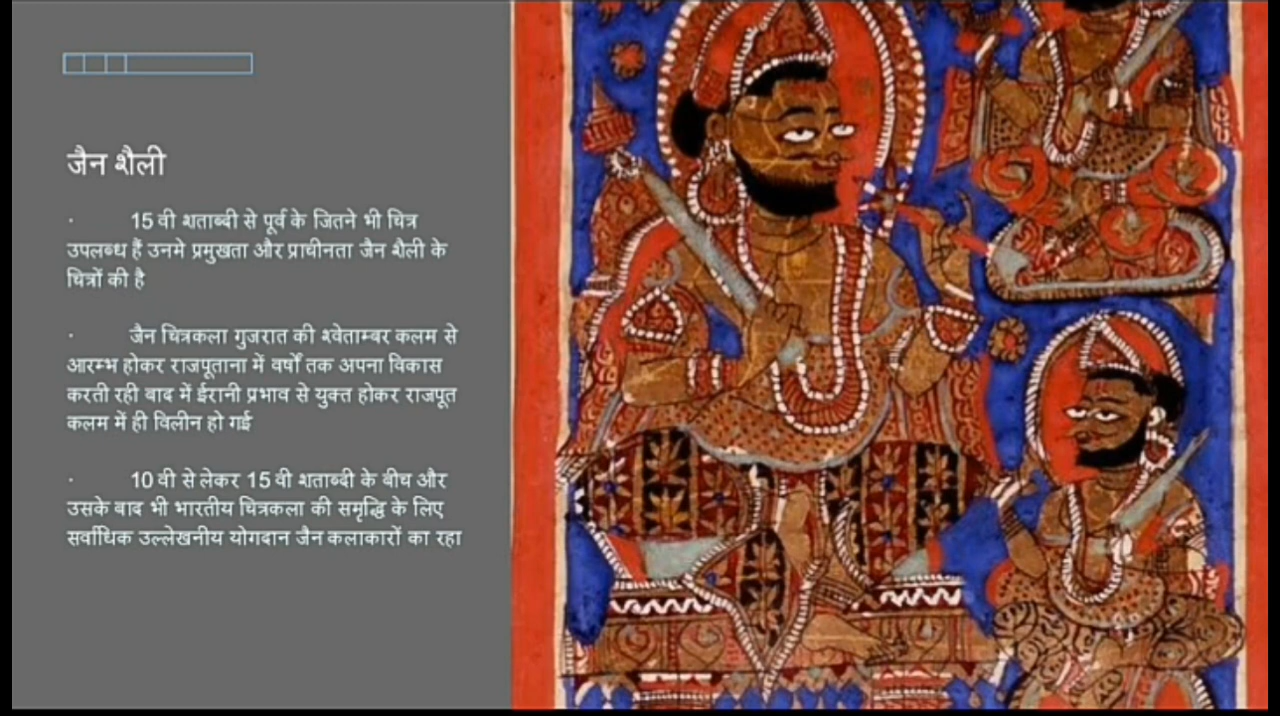 जैन शैली
· 15 वी शताब्दी से पूर्व के जितने भी चित्र
उपलब्ध हैं उनमे प्रमुखता और प्राचीनता जैन शैली के
चित्रों की है
· जैन चित्रकला गुजरात की श्वेताम्बर कलम से
आरम्भ होकर राजपूताना में वर्षों तक अपना विकास
करती रही बाद में ईरानी प्रभाव से युक्त होकर राजपूत
कलम में ही विलीन हो गई
· 10 वी से लेकर 15 वी शताब्दी के बीच और
उसके बाद भी भारतीय चित्रकला की समृद्धि के लिए
सर्वाधिक उल्लेखनीय योगदान जैन कलाकारों का रहा